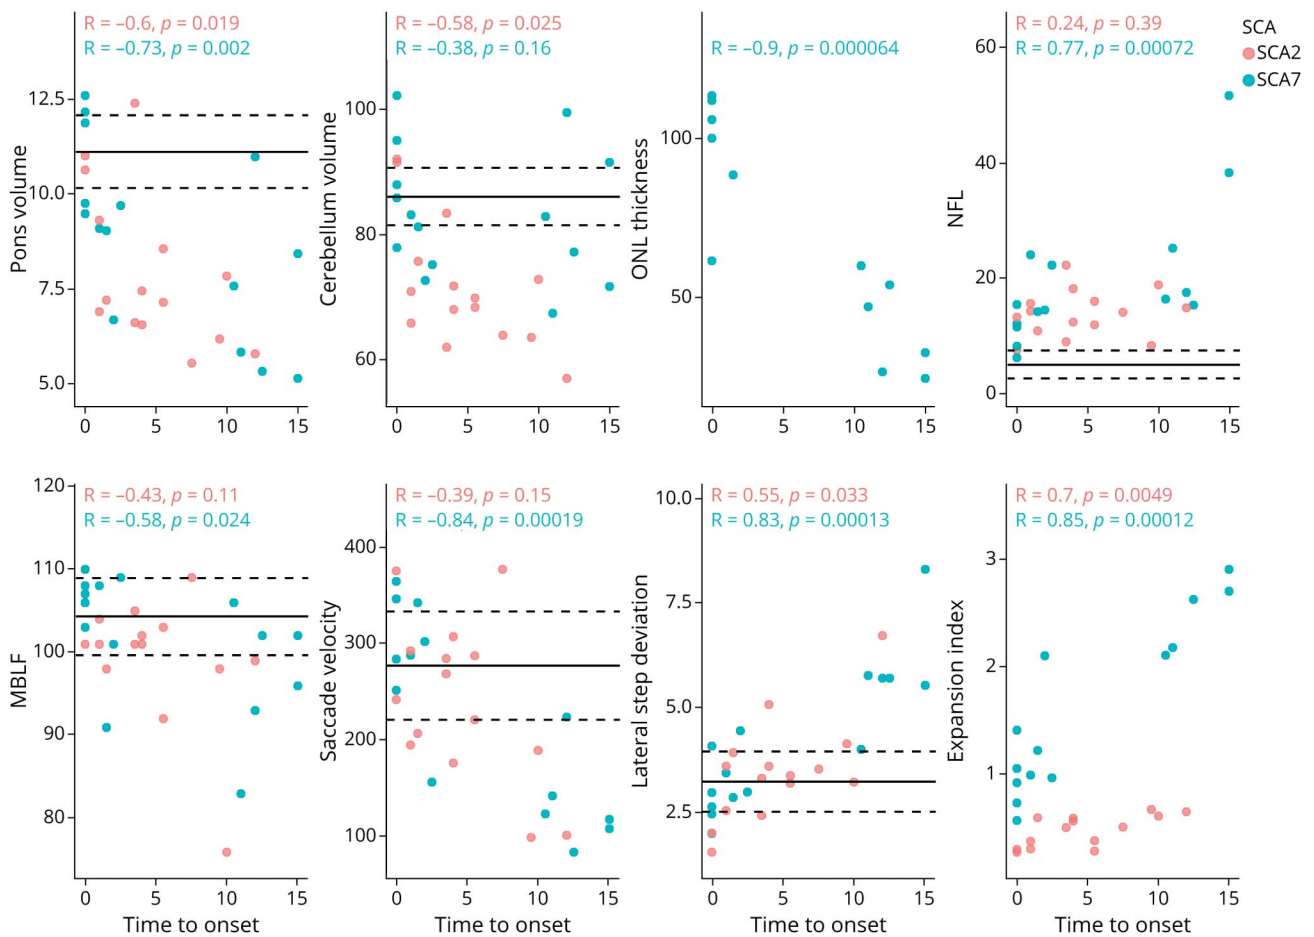 R = –0.6, p = 0.019
R = –0.73, p = 0.002
Pons volume
12.5
10.0
7.5
5.0
0 5 10 15
R = –0.58, p = 0.025
R = –0.38, p = 0.16
Cerebellum volume
100
80
60
0 5 10 15
R = –0.9, p = 0.000064
ONL thickness
100
50
0 5 10 15
R = 0.24, p = 0.39
R = 0.77, p = 0.00072
NFL
60
40
20
0
0 5 10 15
SCA
SCA2
SCA7
R = –0.43, p = 0.11
R = –0.58, p = 0.024
MBLF
120
110
100
90
80
0 5 10 15
Time to onset
R = –0.39, p = 0.15
R = –0.84, p = 0.00019
Saccade velocity
400
300
200
100
0 5 10 15
Time to onset
R = 0.55, p = 0.033
R = 0.83, p = 0.00013
Lateral step deviation
10.0
7.5
5.0
2.5
0 5 10 15
Time to onset
R = 0.7, p = 0.0049
R = 0.85, p = 0.00012
Expansion index
3
2
1
0 5 10 15
Time to onset